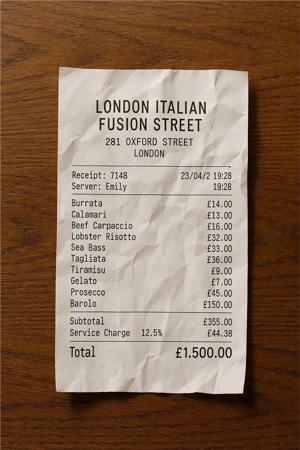 LONDON ITALIAN
FUSION STREET
281 OXFORD STREET
LONDON
Receipt: 7148 23/04/2 19:28
Server: Emily 19:28
Burrata £14.00
Calamari £13.00
Beef Carpaccio £16.00
Lobster Risotto £32.00
Sea Bass £33.00
Tagliata £36.00
Tiramisu £9.00
Gelato £7.00
Prosecco £45.00
Barolo £150.00
Subtotal £355.00
Service Charge 12.5% £44.38
Total £1.500.00